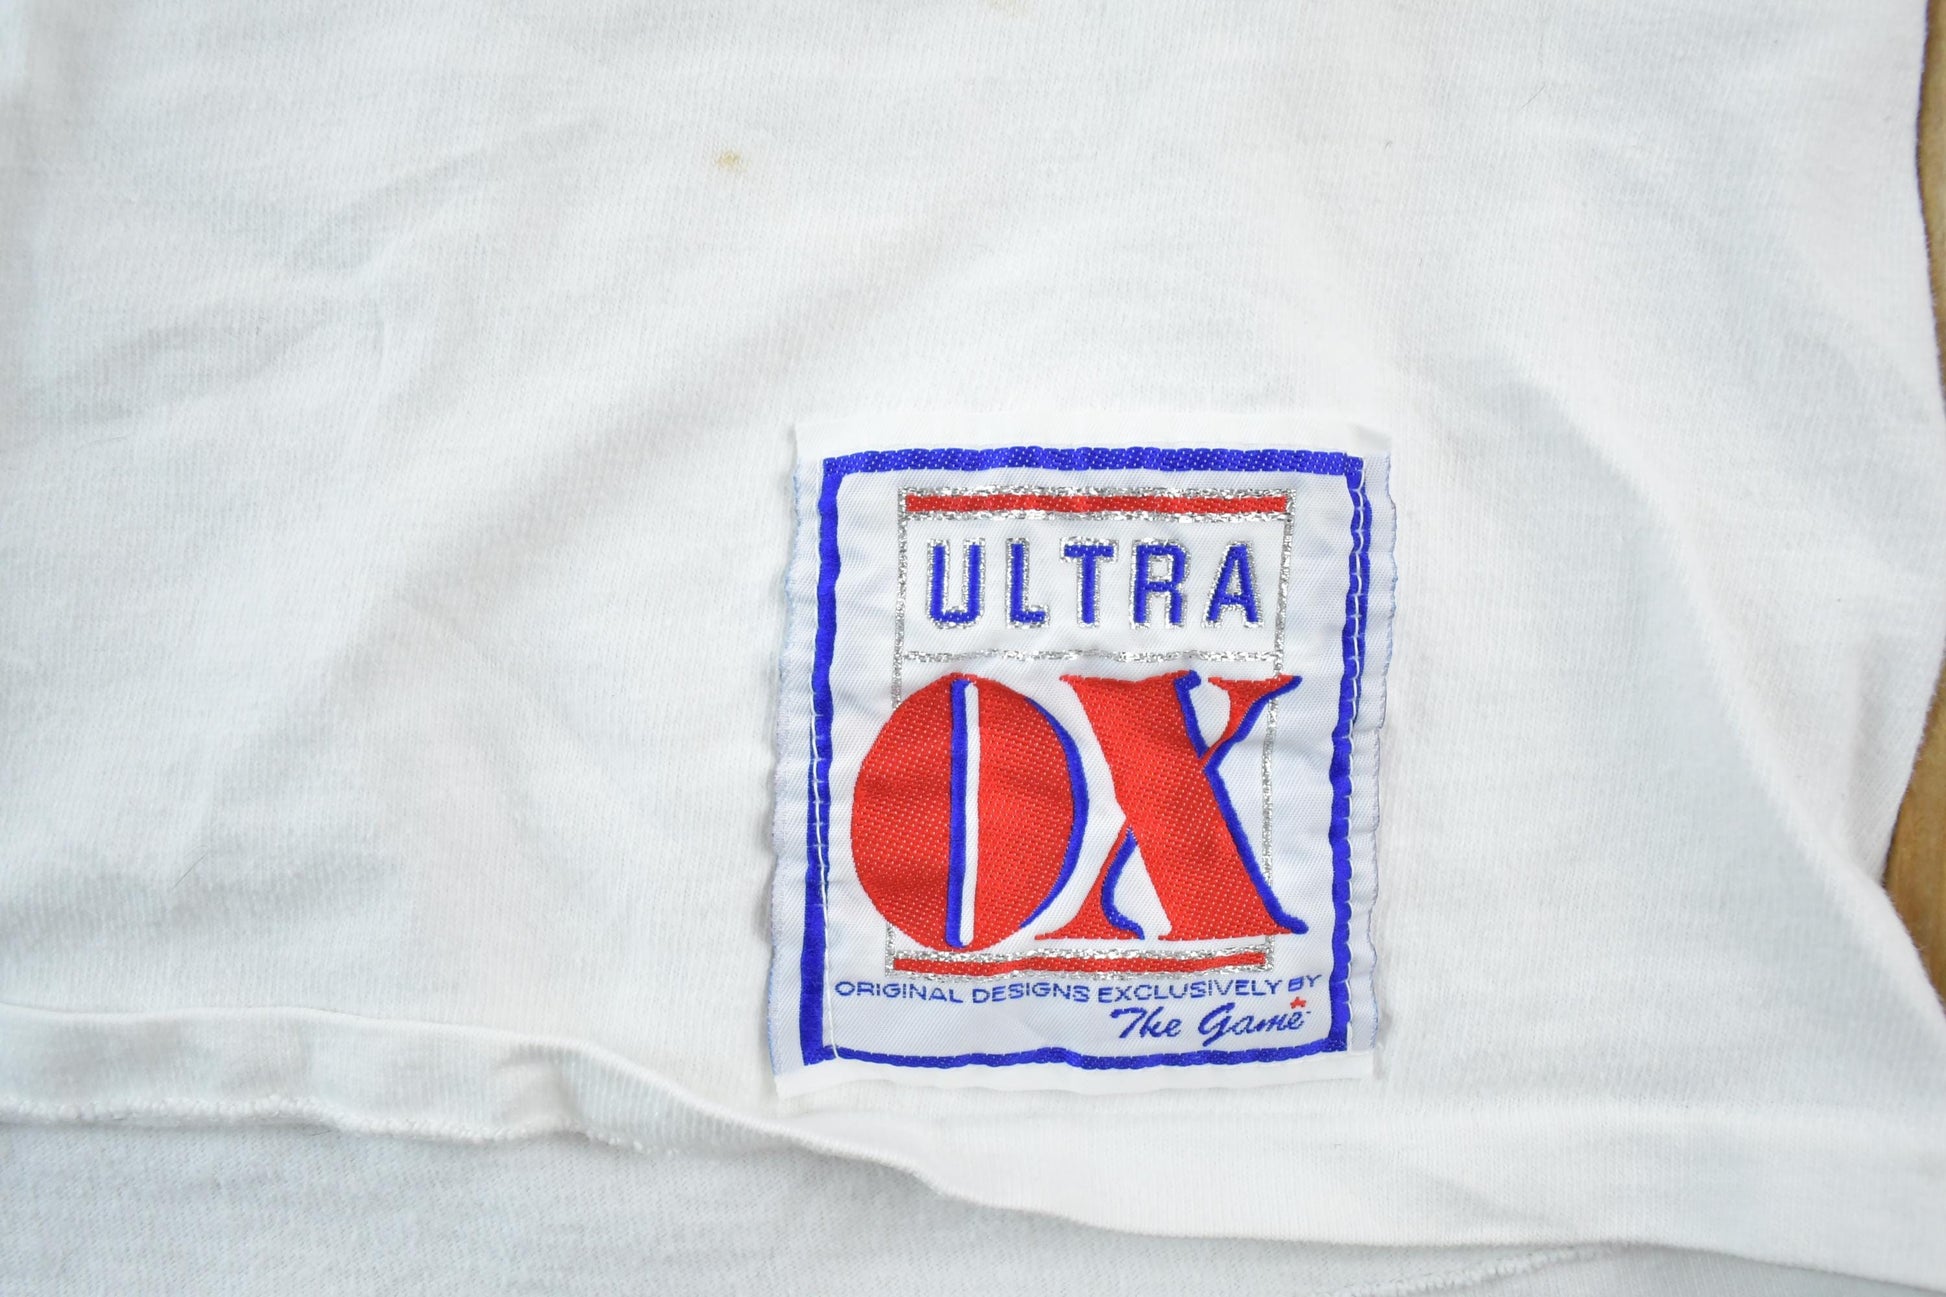 ULTRA
OX
ORIGINAL DESIGNS EXCLUSIVELY BY
The Game